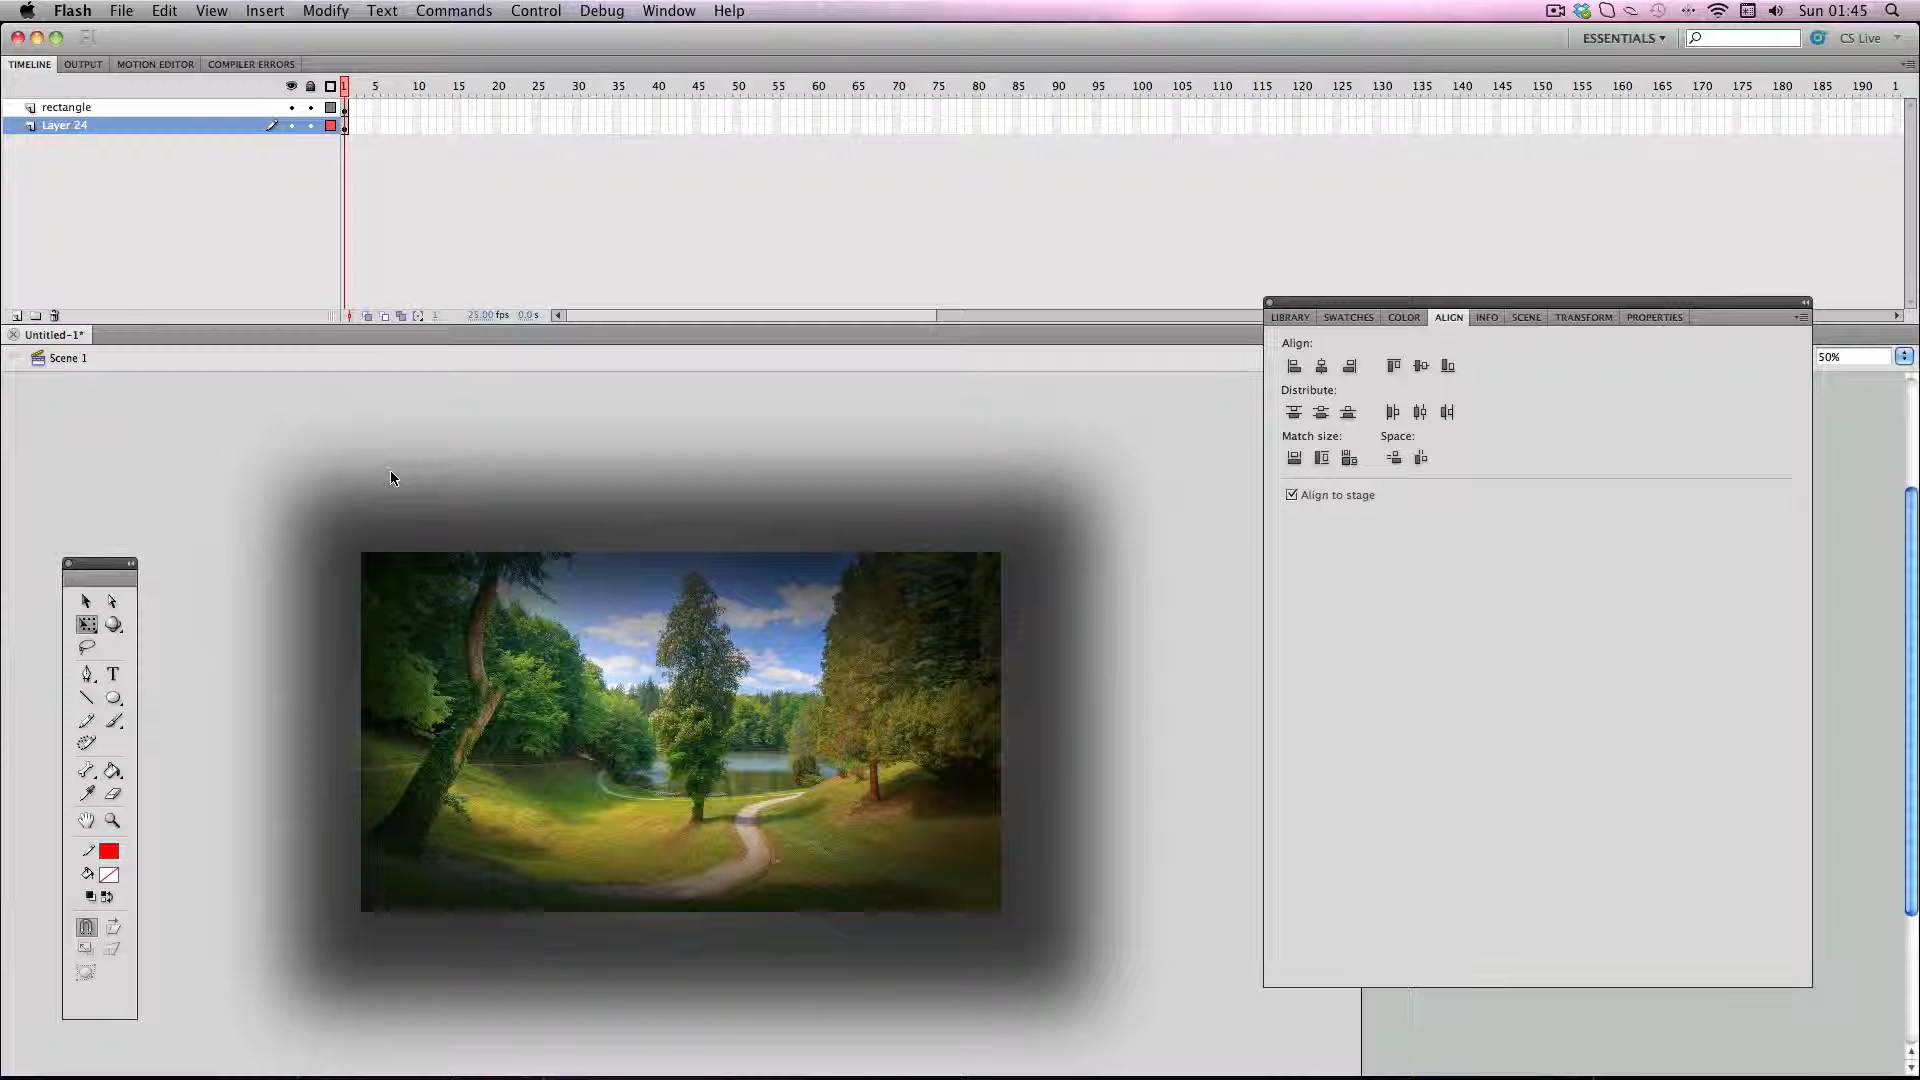 Flash File Edit View Insert Modify Text Commands Control Debug Window Help Sun 01:45
Fl ESSENTIALS CS Live
TIMELINE OUTPUT MOTION EDITOR COMPILER ERRORS
1 5 10 15 20 25 30 35 40 45 50 55 60 65 70 75 80 85 90 95 100 105 110 115 120 125 130 135 140 145 150 155 160 165 170 175 180 185 190 1
rectangle
Layer 24
1 25.00 fps 0.0 s
Untitled-1*
Scene 1
50%
LIBRARY SWATCHES COLOR ALIGN INFO SCENE TRANSFORM PROPERTIES
Align:
Distribute:
Match size: Space:
Align to stage
T